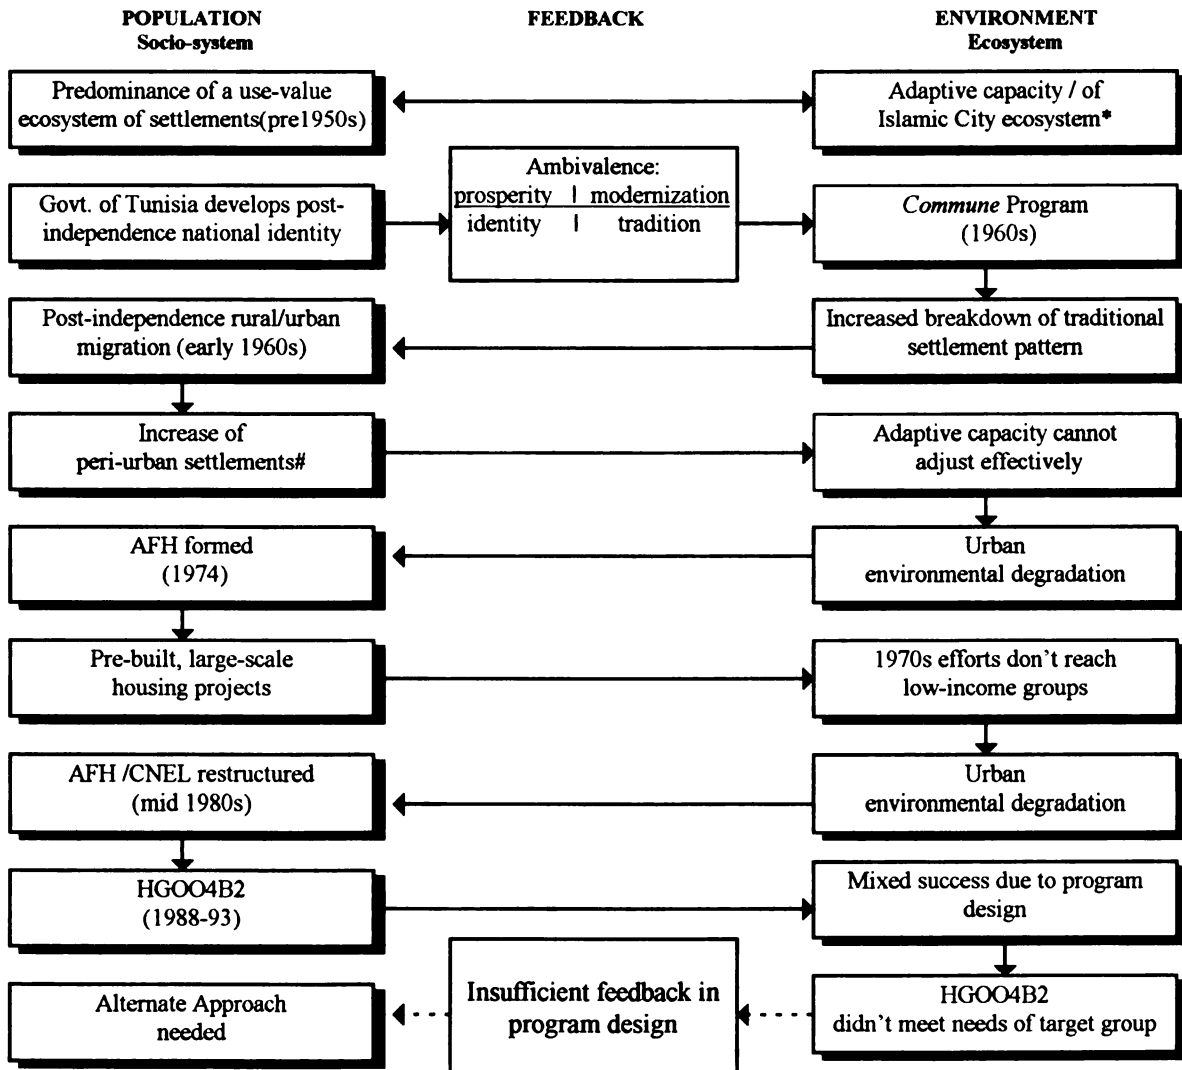 POPULATION
Socio-system
FEEDBACK
ENVIRONMENT
Ecosystem
Predominance of a use-value
ecosystem of settlements(pre1950s)
Adaptive capacity / of
Islamic City ecosystem*
Ambivalence:
prosperity | modernization
identity | tradition
Govt. of Tunisia develops post-
independence national identity
Commune Program
(1960s)
Post-independence rural/urban
migration (early 1960s)
Increased breakdown of traditional
settlement pattern
Increase of
peri-urban settlements#
Adaptive capacity cannot
adjust effectively
AFH formed
(1974)
Urban
environmental degradation
Pre-built, large-scale
housing projects
1970s efforts don't reach
low-income groups
AFH /CNEL restructured
(mid 1980s)
Urban
environmental degradation
HGOO4B2
(1988-93)
Mixed success due to program
design
Alternate Approach
needed
Insufficient feedback in
program design
HGOO4B2
didn't meet needs of target group